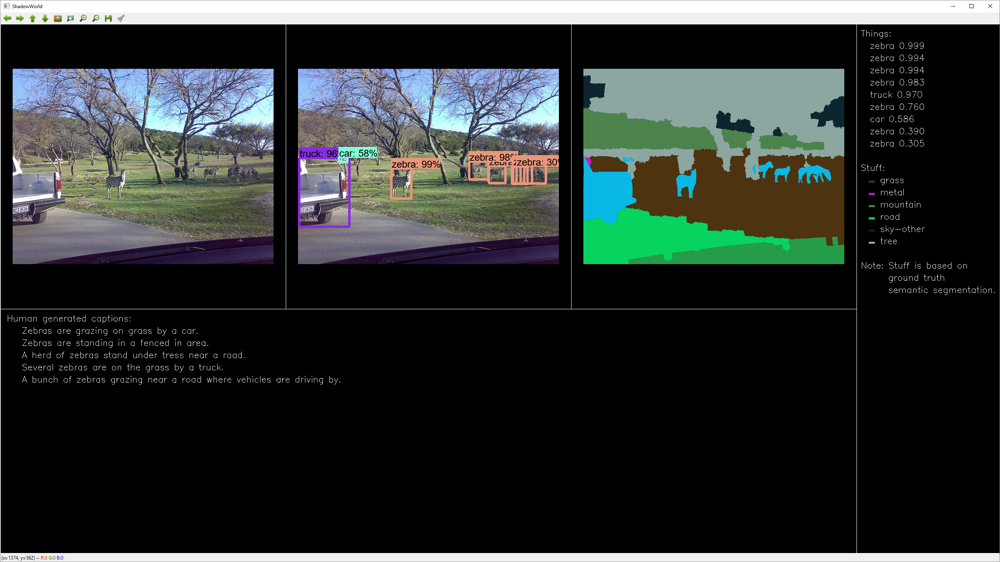 ShadowWorld
truck: 96
car: 58%
zebra: 99%
zebra: 98%
zebra: 30%
8PX-W36
Things:
zebra 0.999
zebra 0.994
zebra 0.994
zebra 0.983
truck 0.970
zebra 0.760
car 0.586
zebra 0.390
zebra 0.305
Stuff:
grass
metal
mountain
road
sky-other
tree
Note: Stuff is based on
ground truth
semantic segmentation.
Human generated captions:
Zebras are grazing on grass by a car.
Zebras are standing in a fenced in area.
A herd of zebras stand under tress near a road.
Several zebras are on the grass by a truck.
A bunch of zebras grazing near a road where vehicles are driving by.
(x=1374, y=562) ~ R:0 G:0 B:0